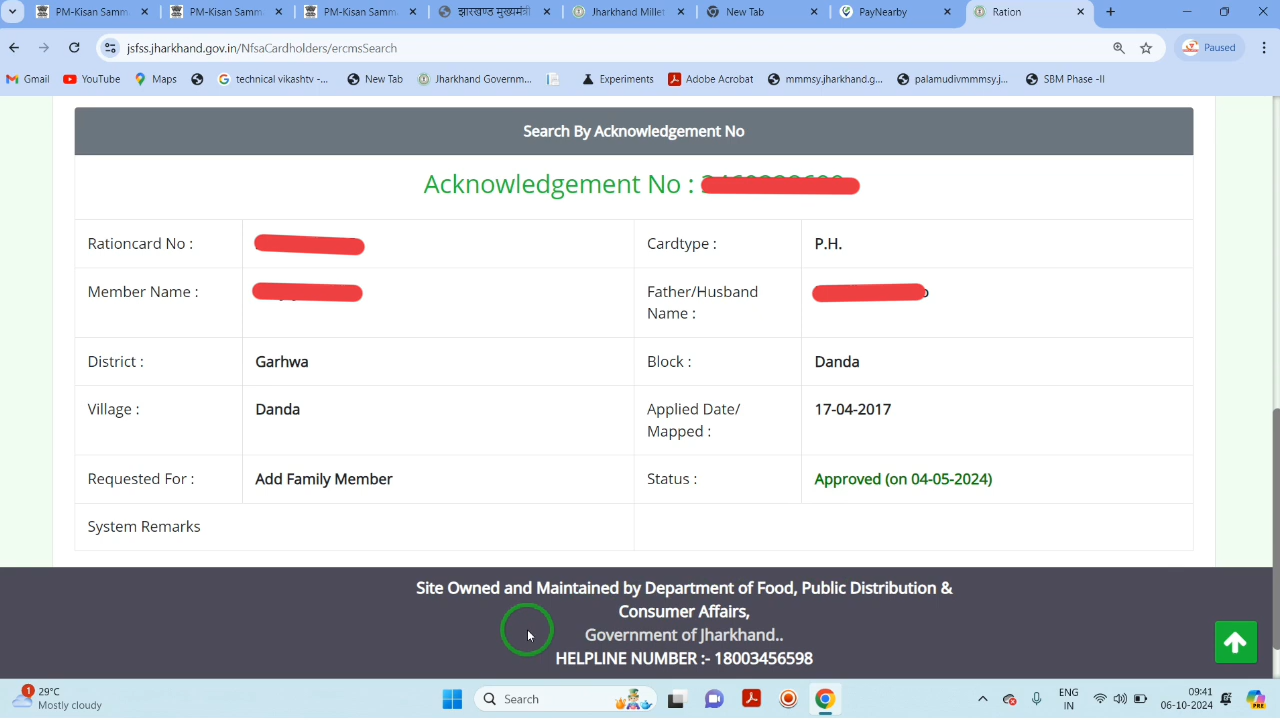 PM-Kisan Samm
PM-Kisan Samm
PM-Kisan Samm
झारखण्ड मुख्यमंत्री
Jharkhand Millet
New Tab
PayNearby
Ration
jsfss.jharkhand.gov.in/NfsaCardholders/ercmsSearch
Paused
Gmail
YouTube
Maps
technical vikashtv -...
New Tab
Jharkhand Governm...
Experiments
Adobe Acrobat
mmmsy.jharkhand.g...
palamudivmmmsy.j...
SBM Phase -II
Search By Acknowledgement No
Acknowledgement No :
Rationcard No :
Cardtype : P.H.
Member Name :
Father/Husband
Name :
District : Garhwa
Block : Danda
Village : Danda
Applied Date/ 17-04-2017
Mapped :
Requested For : Add Family Member
Status : Approved (on 04-05-2024)
System Remarks
Site Owned and Maintained by Department of Food, Public Distribution &
Consumer Affairs,
Government of Jharkhand..
HELPLINE NUMBER :- 18003456598
1
29°C
Mostly cloudy
Search
ENG
IN
09:41
06-10-2024
PRE